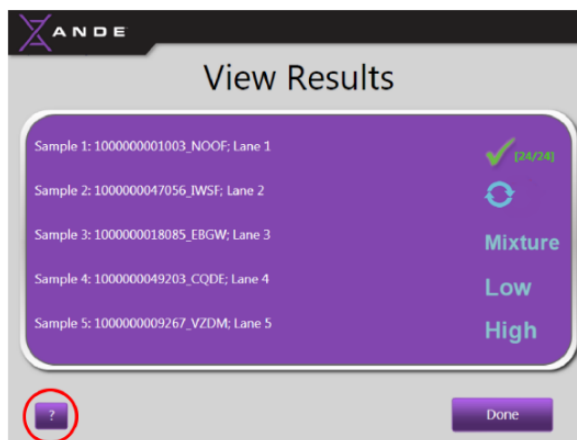 ANDE
View Results
Sample 1: 1000000001003_NOOF; Lane 1
[24/24]
Sample 2: 1000000047056_IWSF; Lane 2
Sample 3: 1000000018085_EBGW; Lane 3
Mixture
Sample 4: 1000000049203_CQDE; Lane 4
Low
Sample 5: 1000000009267_VZDM; Lane 5
High
?
Done